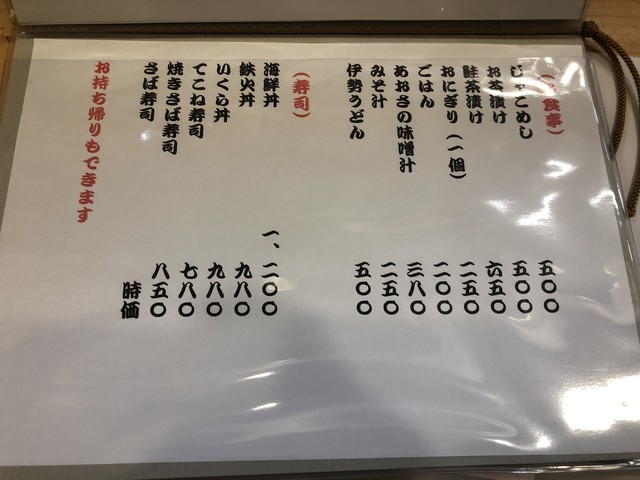 （お食事）
じゃこめし 五〇〇
お茶漬け 五〇〇
鮭茶漬け 六五〇
おにぎり（一個） 二五〇
ごはん 二〇〇
あおさの味噌汁 三八〇
みそ汁 二五〇
伊勢うどん 五〇〇
（寿司）
海鮮丼 一、二〇〇
鉄火丼 九八〇
いくら丼 九八〇
てこね寿司 七八〇
焼きさば寿司 八五〇
さば寿司 時価
お持ち帰りもできます